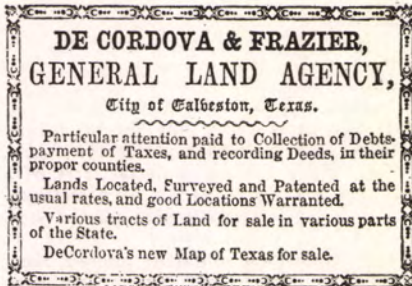 DE CORDOVA & FRAZIER,
GENERAL LAND AGENCY,
City of Galveston, Texas.
Particular attention paid to Collection of Debts-
payment of Taxes, and recording Deeds, in their
propor counties.
Lands Located, Surveyed and Patented at the
usual rates, and good Locations Warranted.
Various tracts of Land for sale in various parts
of the State.
DeCordova's new Map of Texas for sale.